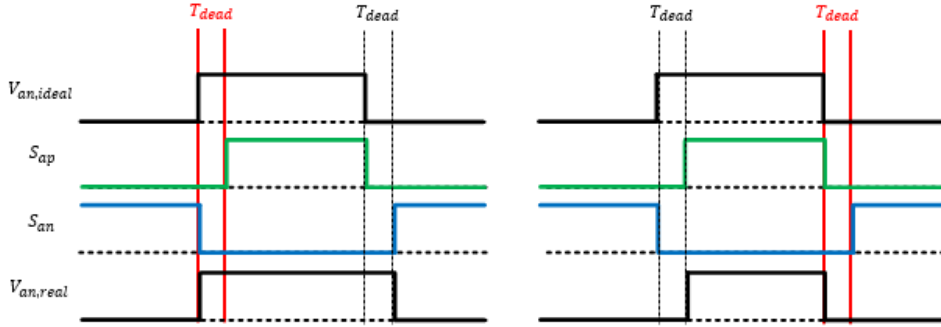 T_dead T_dead T_dead T_dead
V_an,ideal
S_ap
S_an
V_an,real